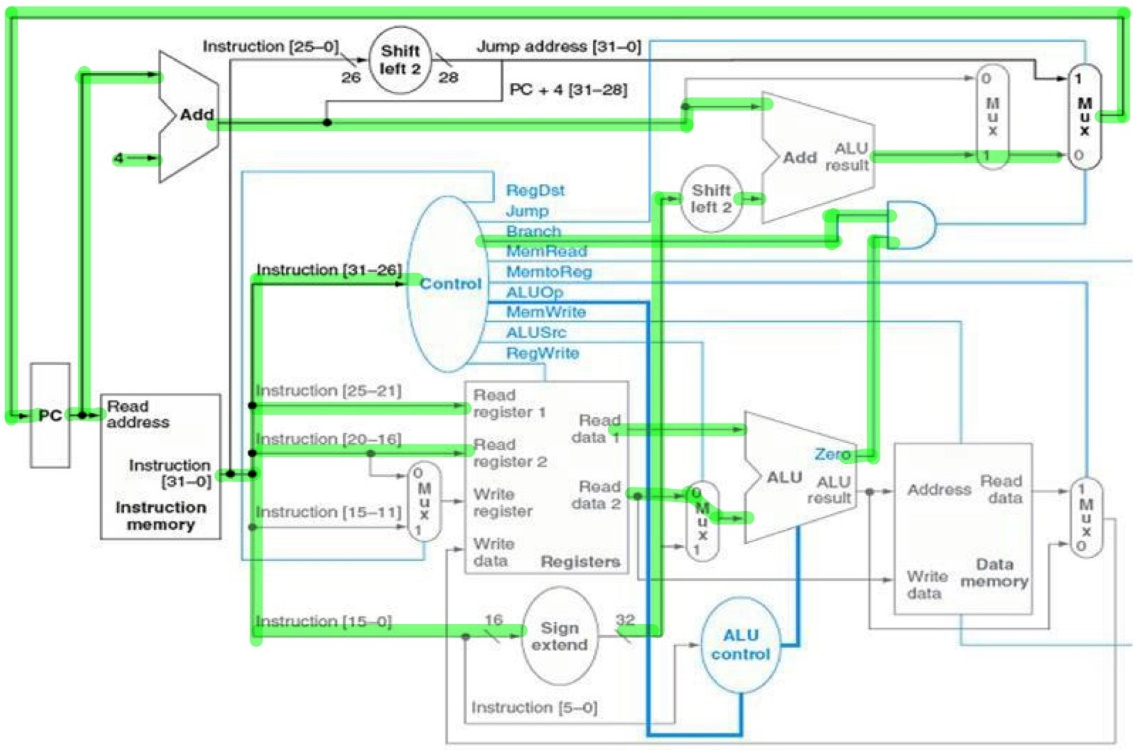 Instruction [25–0]
26
Shift
left 2
28
Jump address [31–0]
PC + 4 [31–28]
Add
4
0
M
u
x
1
1
M
u
x
0
Add
ALU
result
Shift
left 2
RegDst
Jump
Branch
MemRead
MemtoReg
ALUOp
MemWrite
ALUSrc
RegWrite
Control
Instruction [31–26]
PC
Read
address
Instruction
[31–0]
Instruction
memory
Instruction [25–21]
Instruction [20–16]
Instruction [15–11]
0
M
u
x
1
Read
register 1
Read
register 2
Write
register
Write
data
Read
data 1
Read
data 2
Registers
0
M
u
x
1
Zero
ALU
ALU
result
Address
Read
data
Write
data
Data
memory
1
M
u
x
0
Instruction [15–0]
16
Sign
extend
32
ALU
control
Instruction [5–0]